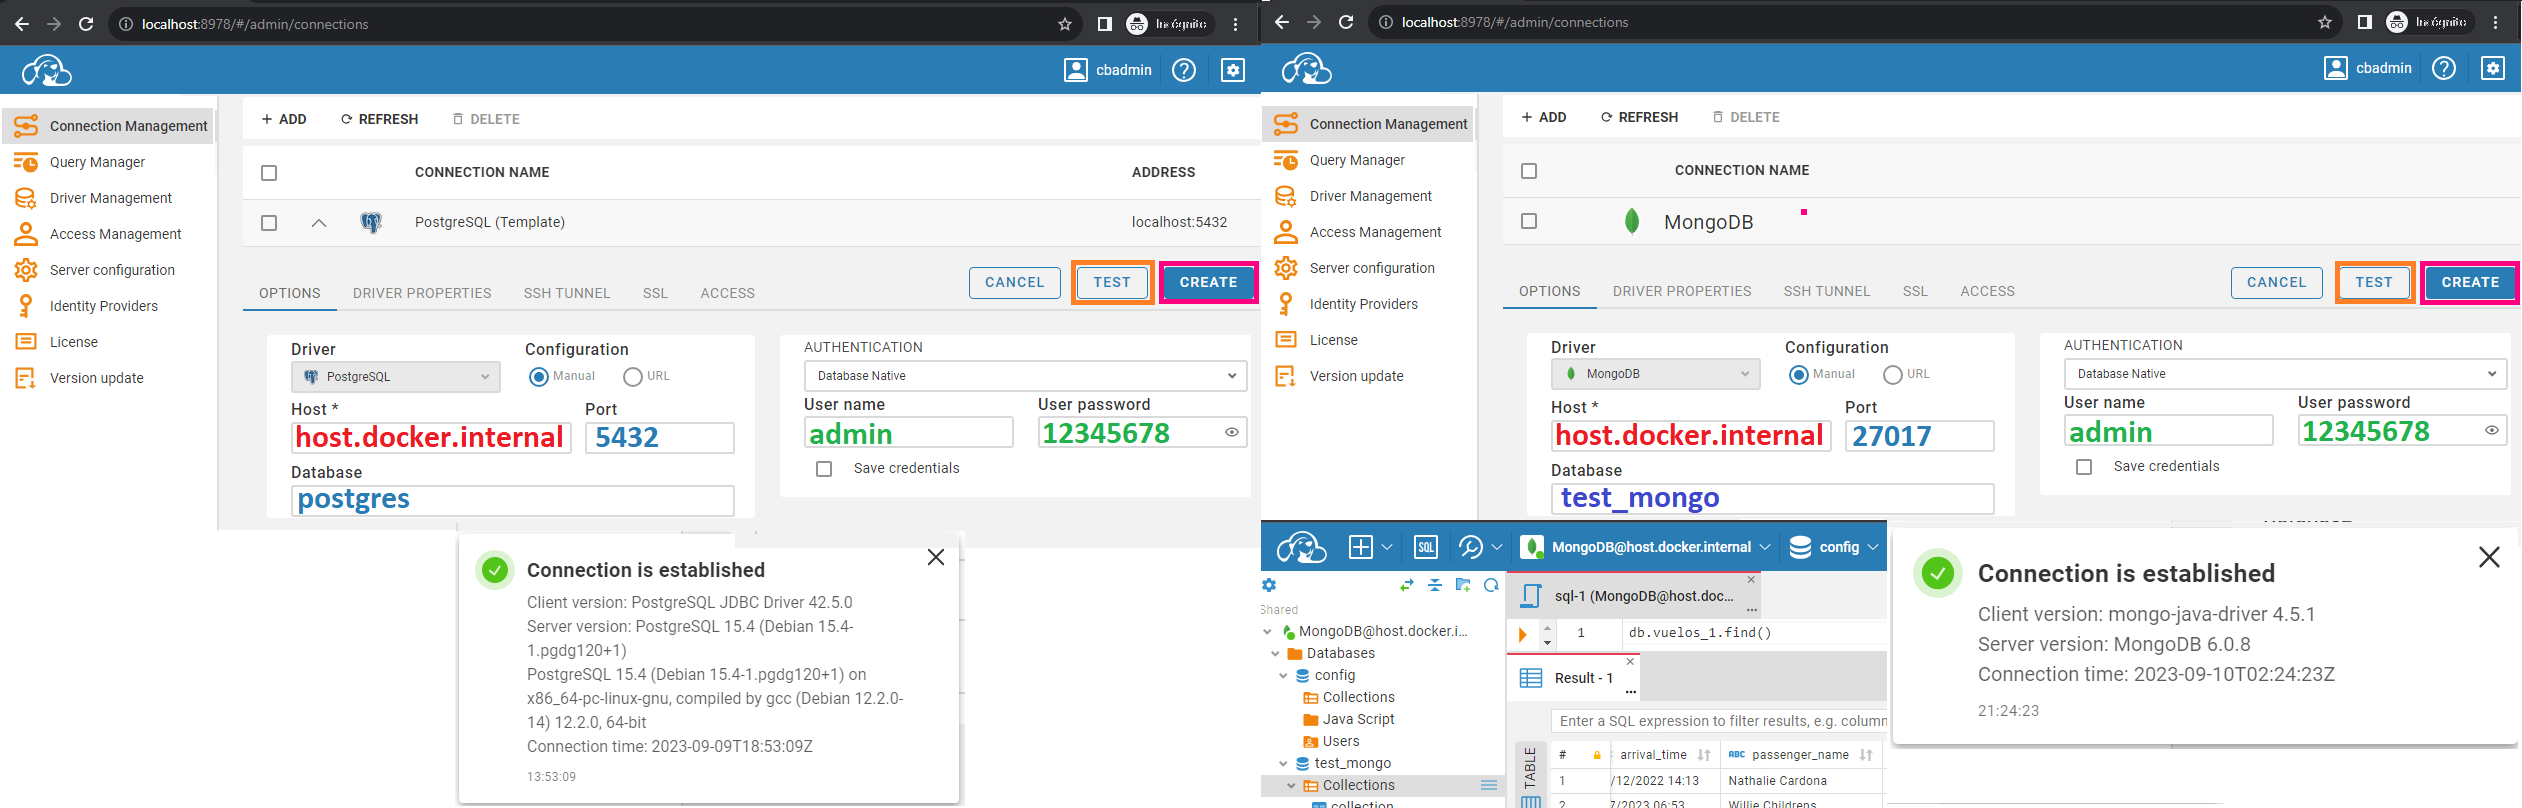 localhost:8978/#/admin/connections
Incógnito
cbadmin
Connection Management
Query Manager
Driver Management
Access Management
Server configuration
Identity Providers
License
Version update
+ ADD REFRESH DELETE
CONNECTION NAME ADDRESS
PostgreSQL (Template) localhost:5432
CANCEL TEST CREATE
OPTIONS DRIVER PROPERTIES SSH TUNNEL SSL ACCESS
Driver Configuration
PostgreSQL Manual URL
Host * Port
host.docker.internal 5432
Database
postgres
AUTHENTICATION
Database Native
User name User password
admin 12345678
Save credentials
Connection is established
Client version: PostgreSQL JDBC Driver 42.5.0
Server version: PostgreSQL 15.4 (Debian 15.4-
1.pgdg120+1)
PostgreSQL 15.4 (Debian 15.4-1.pgdg120+1) on
x86_64-pc-linux-gnu, compiled by gcc (Debian 12.2.0-
14) 12.2.0, 64-bit
Connection time: 2023-09-09T18:53:09Z
13:53:09
localhost:8978/#/admin/connections
Incógnito
cbadmin
Connection Management
Query Manager
Driver Management
Access Management
Server configuration
Identity Providers
License
Version update
+ ADD REFRESH DELETE
CONNECTION NAME
MongoDB
CANCEL TEST CREATE
OPTIONS DRIVER PROPERTIES SSH TUNNEL SSL ACCESS
Driver Configuration
MongoDB Manual URL
Host * Port
host.docker.internal 27017
Database
test_mongo
AUTHENTICATION
Database Native
User name User password
admin 12345678
Save credentials
SQL MongoDB@host.docker.internal config
Shared
MongoDB@host.docker.i...
Databases
config
Collections
Java Script
Users
test_mongo
Collections
collection
sql-1 (MongoDB@host.doc...
1 db.vuelos_1.find()
Result - 1
Enter a SQL expression to filter results, e.g. column
TABLE
# arrival_time ABC passenger_name
1 /12/2022 14:13 Nathalie Cardona
2 7/2023 06:53 Willie Childrens
Connection is established
Client version: mongo-java-driver 4.5.1
Server version: MongoDB 6.0.8
Connection time: 2023-09-10T02:24:23Z
21:24:23